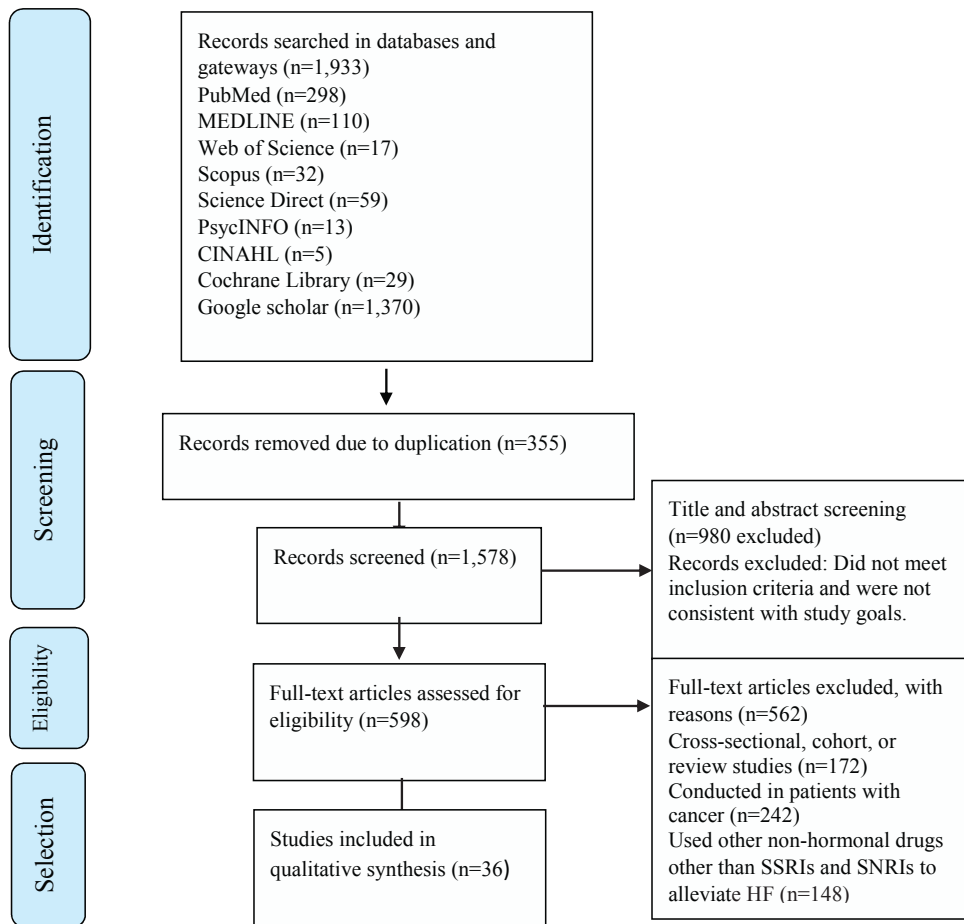 Identification
Records searched in databases and
gateways (n=1,933)
PubMed (n=298)
MEDLINE (n=110)
Web of Science (n=17)
Scopus (n=32)
Science Direct (n=59)
PsycINFO (n=13)
CINAHL (n=5)
Cochrane Library (n=29)
Google scholar (n=1,370)
Screening
Records removed due to duplication (n=355)
Records screened (n=1,578)
Title and abstract screening
(n=980 excluded)
Records excluded: Did not meet
inclusion criteria and were not
consistent with study goals.
Eligibility
Full-text articles assessed for
eligibility (n=598)
Full-text articles excluded, with
reasons (n=562)
Cross-sectional, cohort, or
review studies (n=172)
Conducted in patients with
cancer (n=242)
Used other non-hormonal drugs
other than SSRIs and SNRIs to
alleviate HF (n=148)
Selection
Studies included in
qualitative synthesis (n=36)